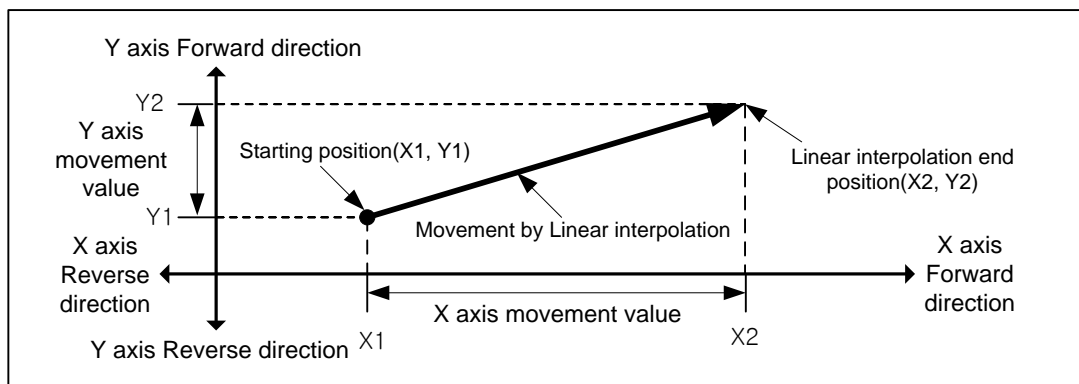 Y axis Forward direction
Y2
Y axis
movement
value
Starting position(X1, Y1)
Linear interpolation end
position(X2, Y2)
Y1
Movement by Linear interpolation
X axis
Reverse
direction
X axis
Forward
direction
X axis movement value
Y axis Reverse direction
X1
X2